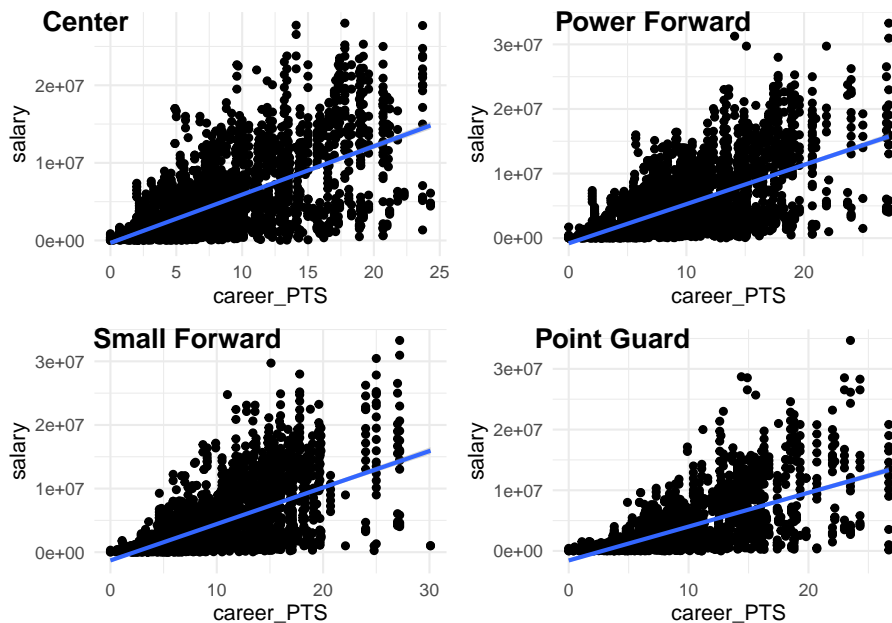 Center
salary
2e+07
1e+07
0e+00
0 5 10 15 20 25
career_PTS
Power Forward
salary
3e+07
2e+07
1e+07
0e+00
0 10 20
career_PTS
Small Forward
salary
3e+07
2e+07
1e+07
0e+00
0 10 20 30
career_PTS
Point Guard
salary
3e+07
2e+07
1e+07
0e+00
0 10 20
career_PTS